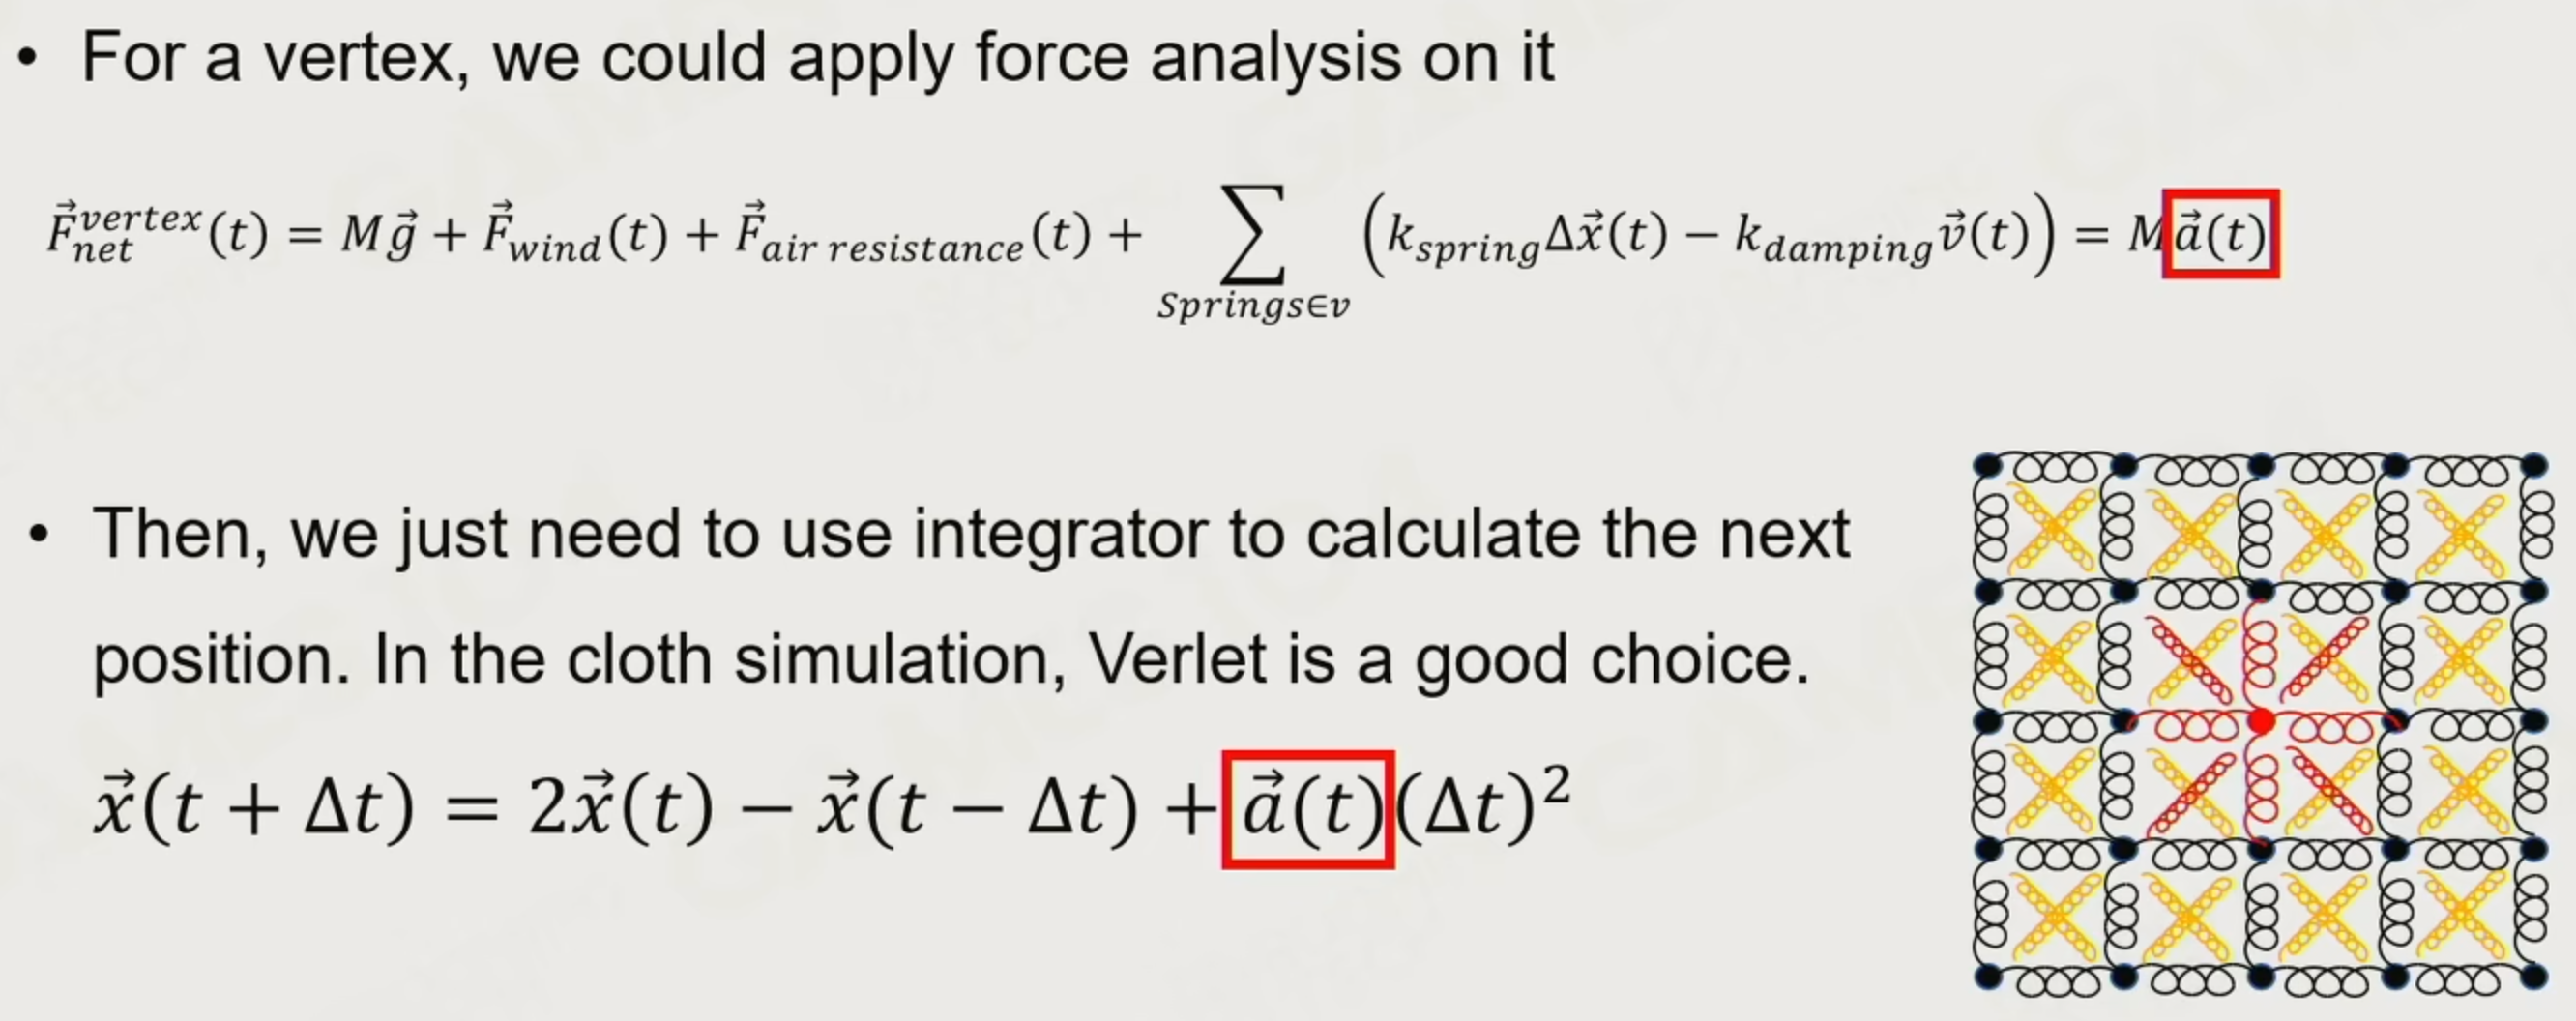 • For a vertex, we could apply force analysis on it
$\vec{F}_{net}^{vertex}(t) = M\vec{g} + \vec{F}_{wind}(t) + \vec{F}_{air\ resistance}(t) + \sum_{Springs \in v} \left(k_{spring}\Delta\vec{x}(t) - k_{damping}\vec{v}(t)\right) = M\vec{a}(t)$
• Then, we just need to use integrator to calculate the next
position. In the cloth simulation, Verlet is a good choice.
$\vec{x}(t + \Delta t) = 2\vec{x}(t) - \vec{x}(t - \Delta t) + \vec{a}(t)(\Delta t)^2$